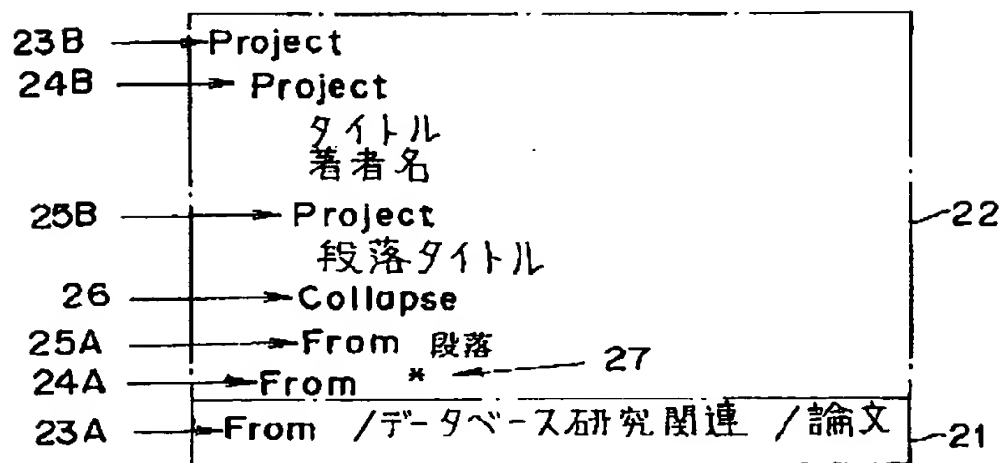 23B Project
24B Project
タイトル
著者名
25B Project 22
段落タイトル
26 Collapse
25A From 段落 27
24A From *
23A From /データベース研究関連 /論文 21